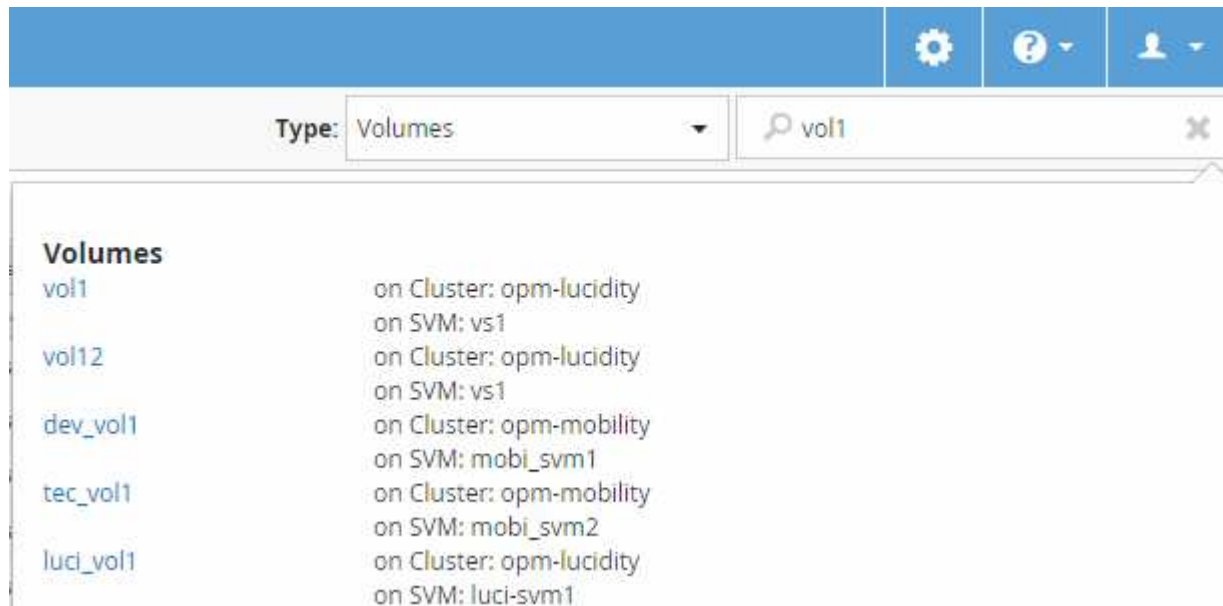 Type: Volumes vol1
Volumes
vol1 on Cluster: opm-lucidity
on SVM: vs1
vol12 on Cluster: opm-lucidity
on SVM: vs1
dev_vol1 on Cluster: opm-mobility
on SVM: mobi_svm1
tec_vol1 on Cluster: opm-mobility
on SVM: mobi_svm2
luci_vol1 on Cluster: opm-lucidity
on SVM: luci-svm1